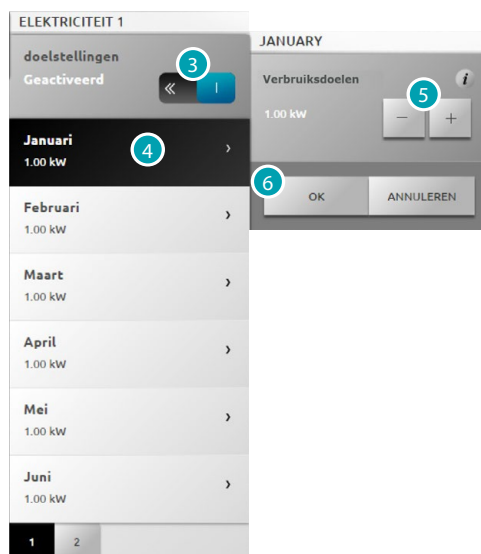 ELEKTRICITEIT 1
doelstellingen
Geactiveerd
3
Januari
1.00 kW
4
Februari
1.00 kW
Maart
1.00 kW
April
1.00 kW
Mei
1.00 kW
Juni
1.00 kW
1 2
JANUARY
Verbruiksdoelen i
1.00 kW
5
− +
6
OK ANNULEREN